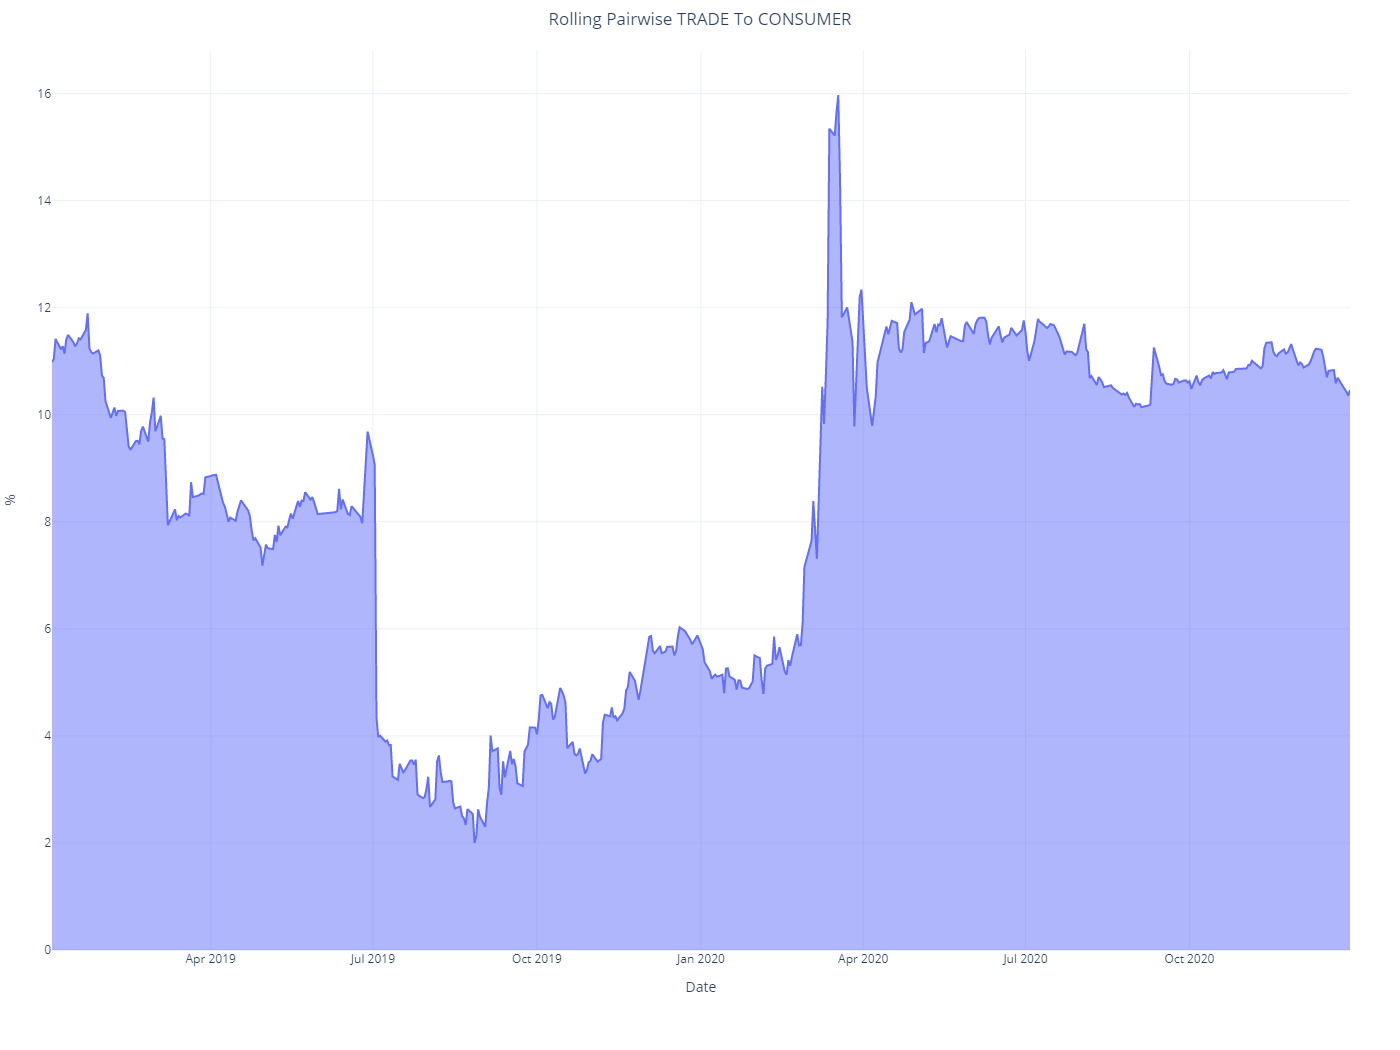 Rolling Pairwise TRADE To CONSUMER
16
14
12
10
8
6
4
2
0
%
Apr 2019
Jul 2019
Oct 2019
Jan 2020
Apr 2020
Jul 2020
Oct 2020
Date